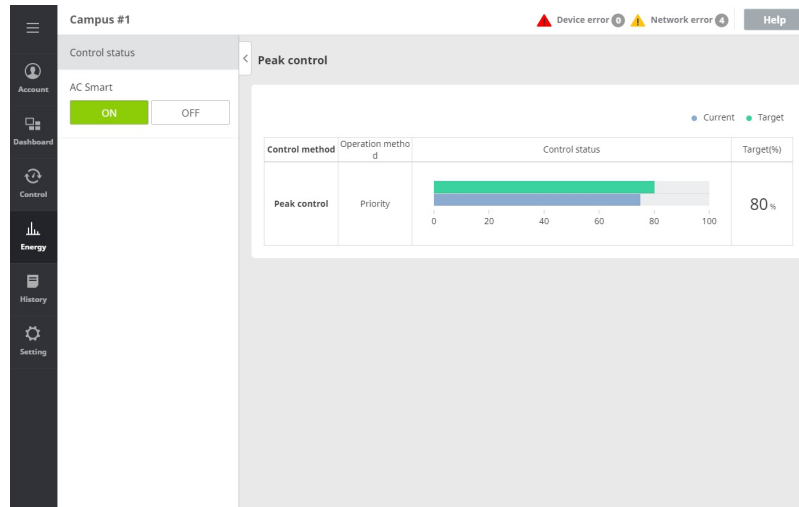 Campus #1
Device error 0
Network error 4
Help
Account
Dashboard
Control
Energy
History
Setting
Control status
AC Smart
ON
OFF
Peak control
Current
Target
Control method
Operation metho
d
Control status
Target(%)
Peak control
Priority
0 20 40 60 80 100
80 %